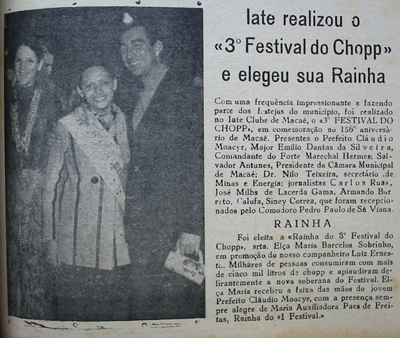 Iate realizou o
«3º Festival do Chopp»
e elegeu sua Rainha
Com uma frequência impressionante e fazendo
parte dos festejos do município, foi realizado
no Iate Clube de Macaé, o «3º FESTIVAL DO
CHOPP», em comemoração no 156º aniversá-
rio de Macaé. Presentes o Prefeito Cláudio
Moacyr, Major Emílio Dantas da Silveira,
Comandante do Forte Marechal Hermes; Salvador
Antunes, Presidente da Câmara Municipal
de Macaé; Dr. Nilo Teixeira, secretário de
Minas e Energia; jornalistas Carlos Ruas,
José Milbs de Lacerda Gama, Armando Bar-
reto, Calufa, Siney Correa, que foram recepcio-
nados pelo Comodoro Pedro Paulo de Sá Viana.
RAINHA
Foi eleita a «Rainha do 3º Festival do
Chopp», srta. Elça Maria Barcelos Sobrinho,
em promoção do nosso companheiro Luiz Ernes-
to. Milhares de pessoas consumiram com mais
de cinco mil litros de chopp e aplaudiram de-
lirantemente a nova soberana do Festival. El-
ça Maria recebeu a faixa das mãos do jovem
Prefeito Cláudio Moacyr, com a presença sem-
pre alegre de Maria Auxiliadora Paes de Frei-
tas, Rainha do «1 Festival.»